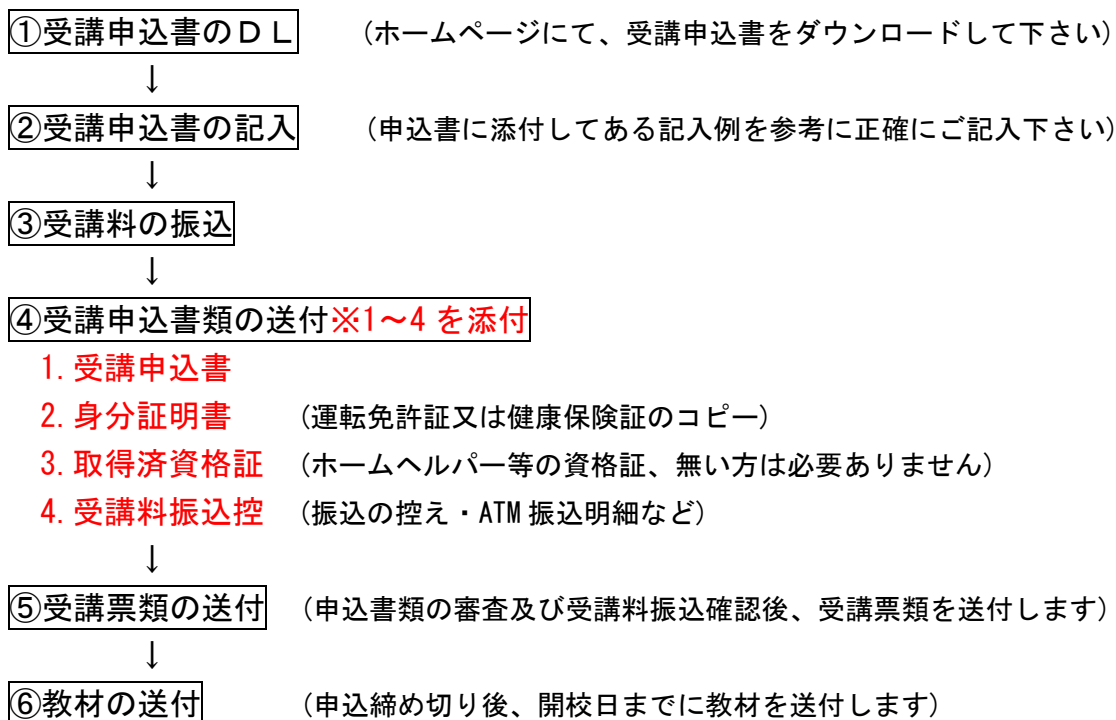 ①受講申込書のＤＬ　（ホームページにて、受講申込書をダウンロードして下さい）
↓
②受講申込書の記入　（申込書に添付してある記入例を参考に正確にご記入下さい）
↓
③受講料の振込
↓
④受講申込書類の送付※1～4を添付
1.受講申込書
2.身分証明書　（運転免許証又は健康保険証のコピー）
3.取得済資格証　（ホームヘルパー等の資格証、無い方は必要ありません）
4.受講料振込控　（振込の控え・ATM振込明細など）
↓
⑤受講票類の送付　（申込書類の審査及び受講料振込確認後、受講票類を送付します）
↓
⑥教材の送付　（申込締め切り後、開校日までに教材を送付します）